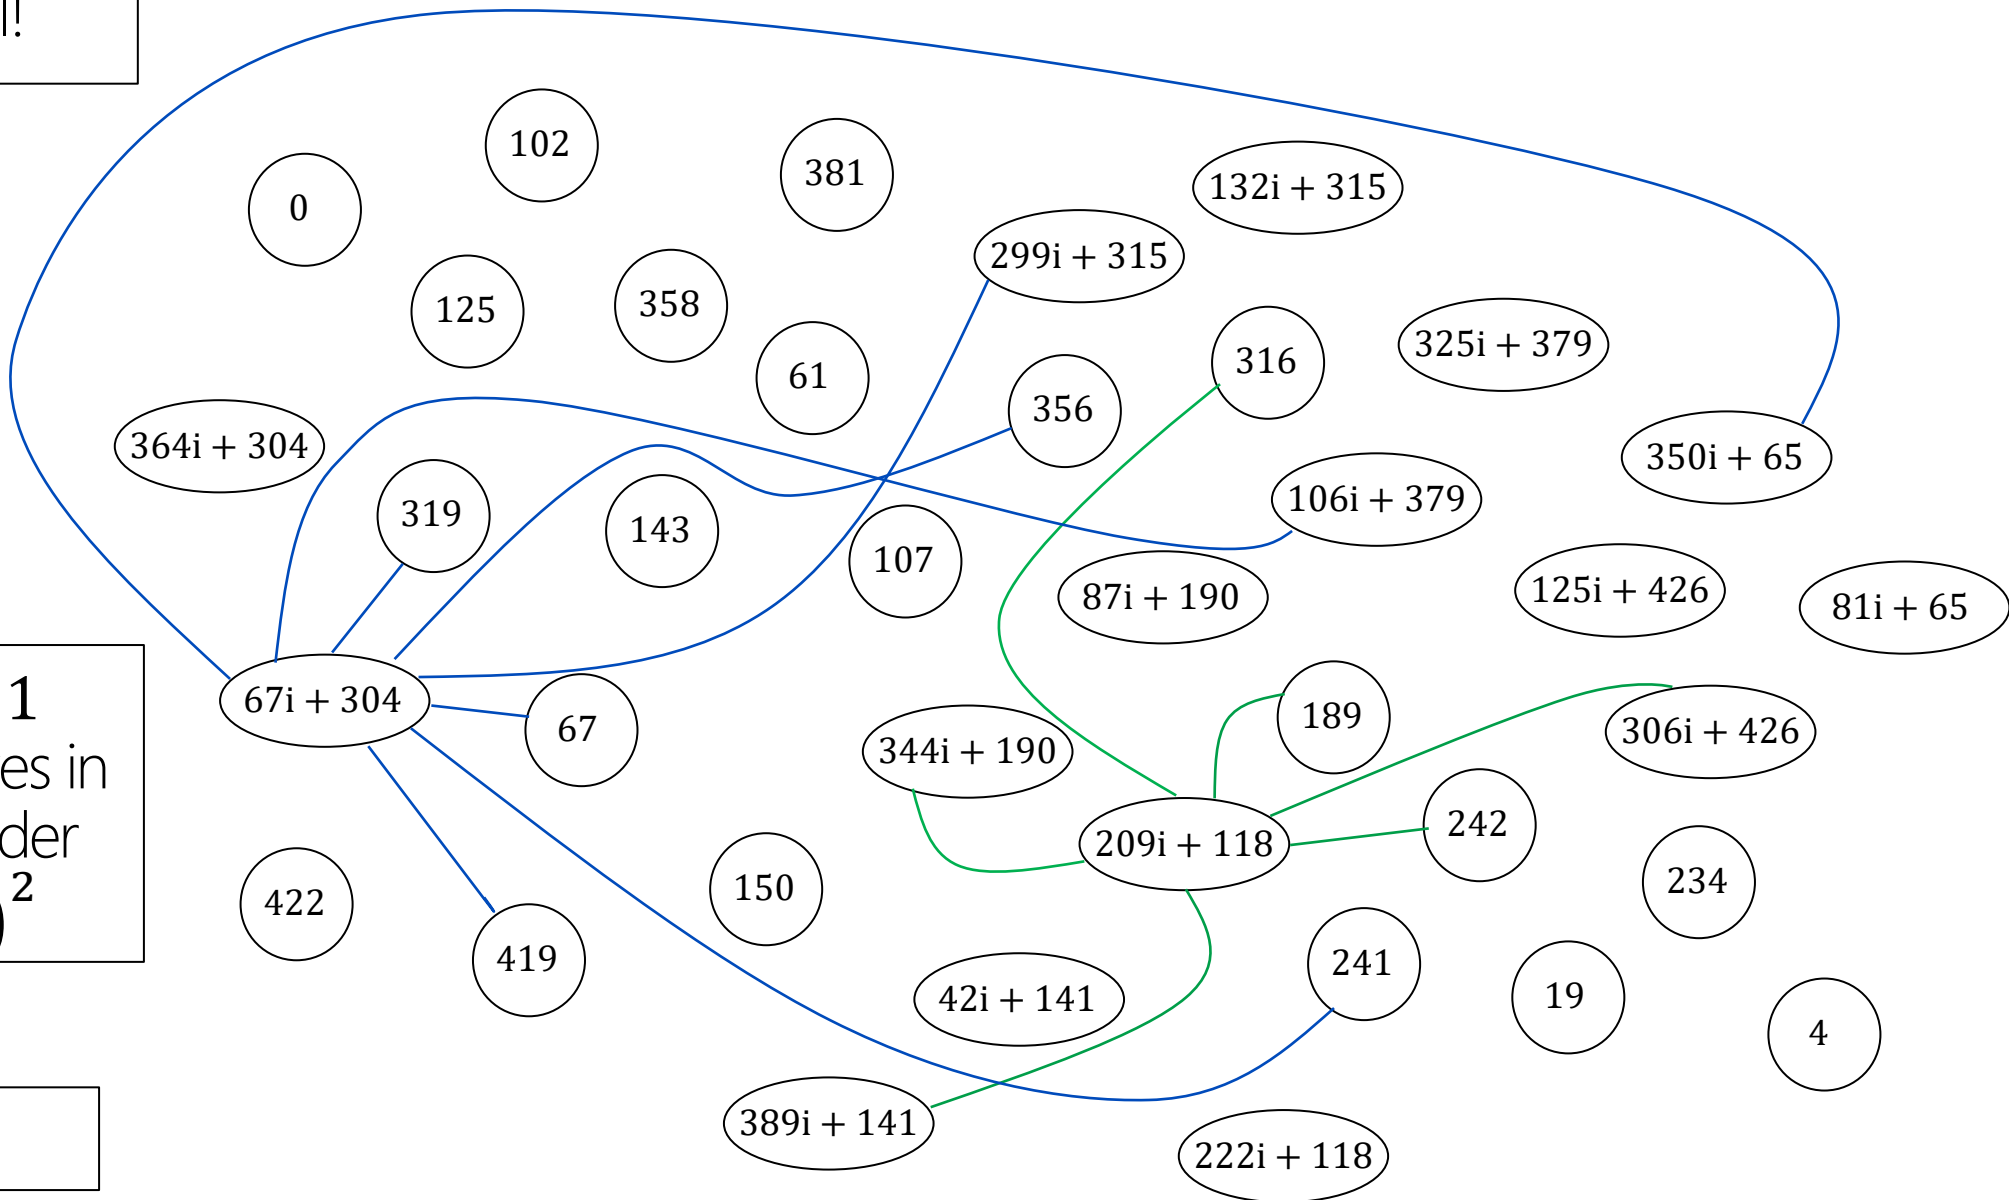 !
102
381
132i + 315
0
299i + 315
125
358
316
325i + 379
61
356
364i + 304
350i + 65
319
106i + 379
143
107
87i + 190
125i + 426
81i + 65
1
67i + 304
67
344i + 190
189
306i + 426
es in
der
)²
209i + 118
242
422
150
234
419
241
42i + 141
19
4
389i + 141
222i + 118